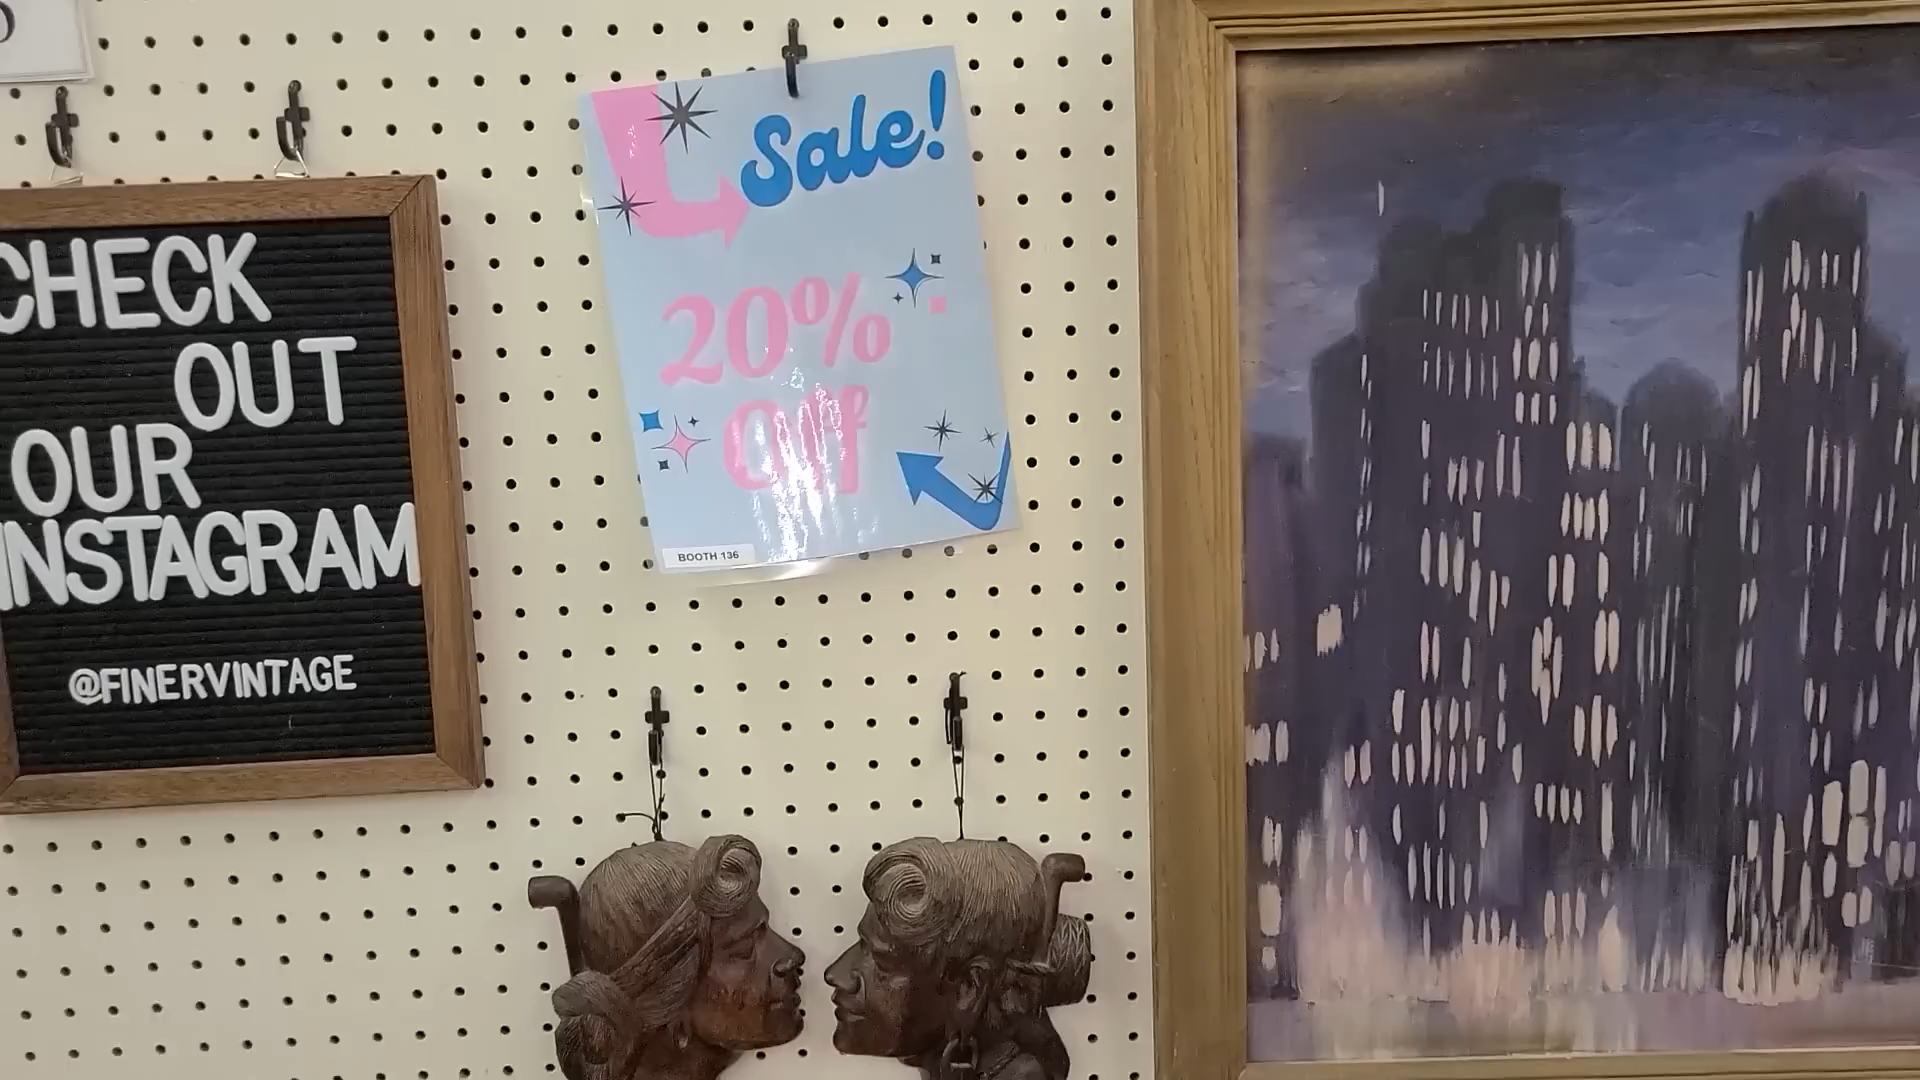 CHECK
OUT
OUR
INSTAGRAM
@FINERVINTAGE
Sale!
20%
Off
BOOTH 136